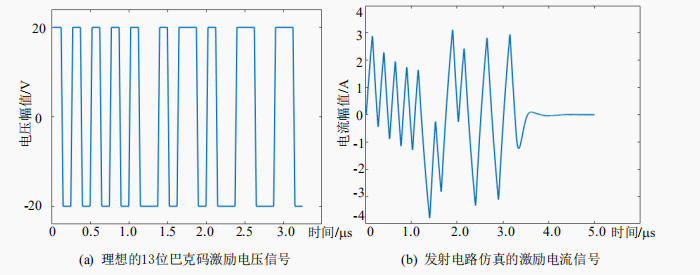 20
0
-20
电压幅值/V
0 0.5 1.0 1.5 2.0 2.5 3.0 时间/μs
(a) 理想的13位巴克码激励电压信号
4
3
2
1
0
-1
-2
-3
-4
电流幅值/A
0 1.0 2.0 3.0 4.0 5.0 时间/μs
(b) 发射电路仿真的激励电流信号